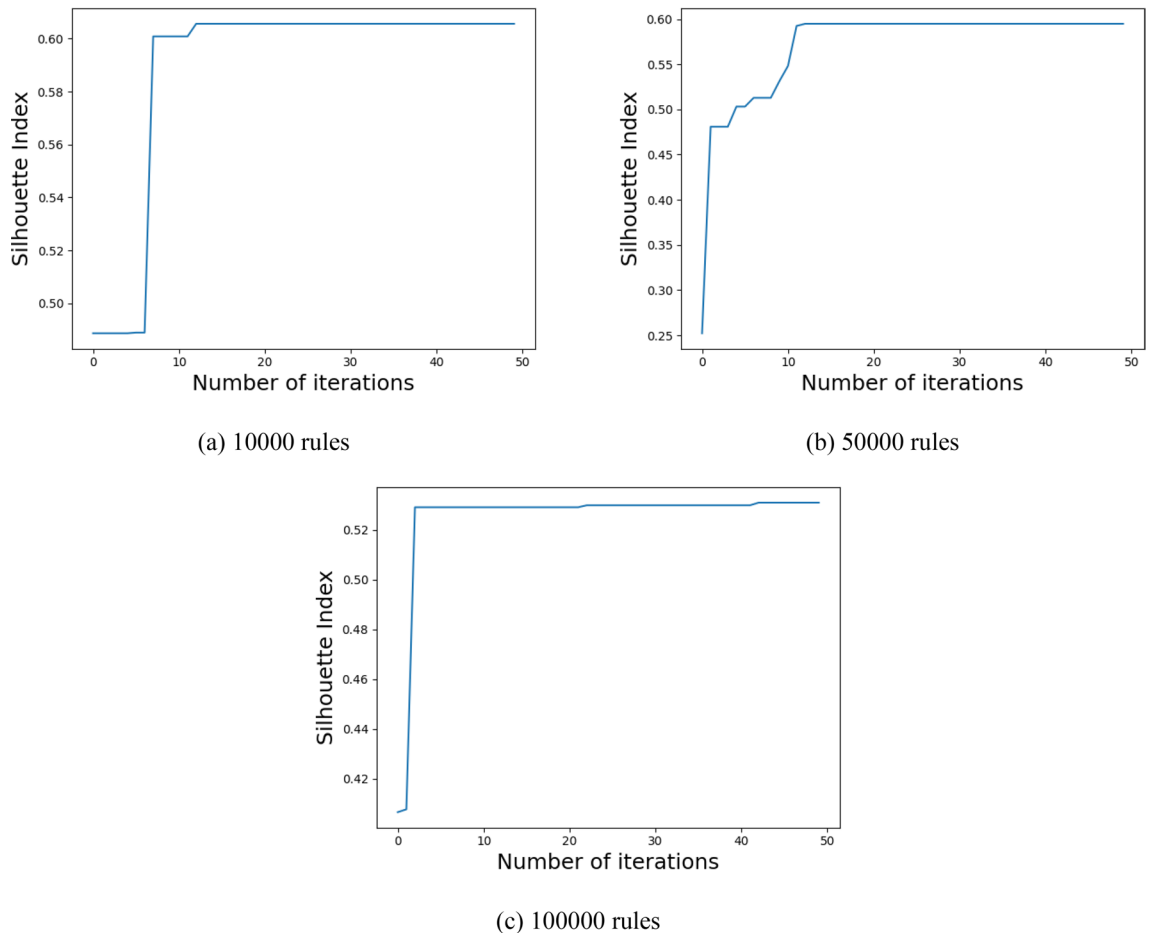 0.60
0.58
0.56
0.54
0.52
0.50
Silhouette Index
0 10 20 30 40 50
Number of iterations
(a) 10000 rules
0.60
0.55
0.50
0.45
0.40
0.35
0.30
0.25
Silhouette Index
0 10 20 30 40 50
Number of iterations
(b) 50000 rules
0.52
0.50
0.48
0.46
0.44
0.42
Silhouette Index
0 10 20 30 40 50
Number of iterations
(c) 100000 rules